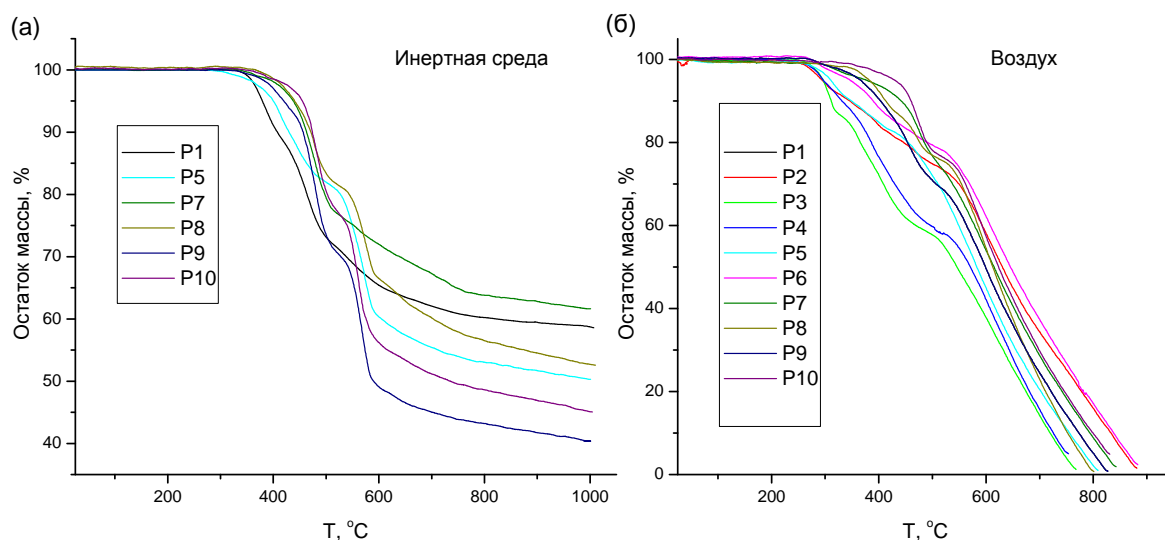 (а)
Инертная среда
Остаток массы, %
100
90
80
70
60
50
40
P1
P5
P7
P8
P9
P10
200
400
600
800
1000
T, °C
(б)
Воздух
Остаток массы, %
100
80
60
40
20
0
P1
P2
P3
P4
P5
P6
P7
P8
P9
P10
200
400
600
800
T, °C